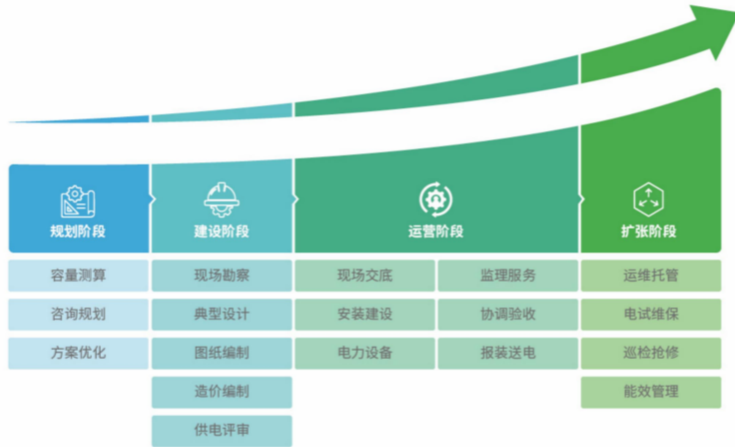 规划阶段
建设阶段
运营阶段
扩张阶段
容量测算
现场勘察
现场交底
监理服务
运维托管
咨询规划
典型设计
安装建设
协调验收
电试维保
方案优化
图纸编制
电力设备
报装送电
巡检抢修
造价编制
能效管理
供电评审